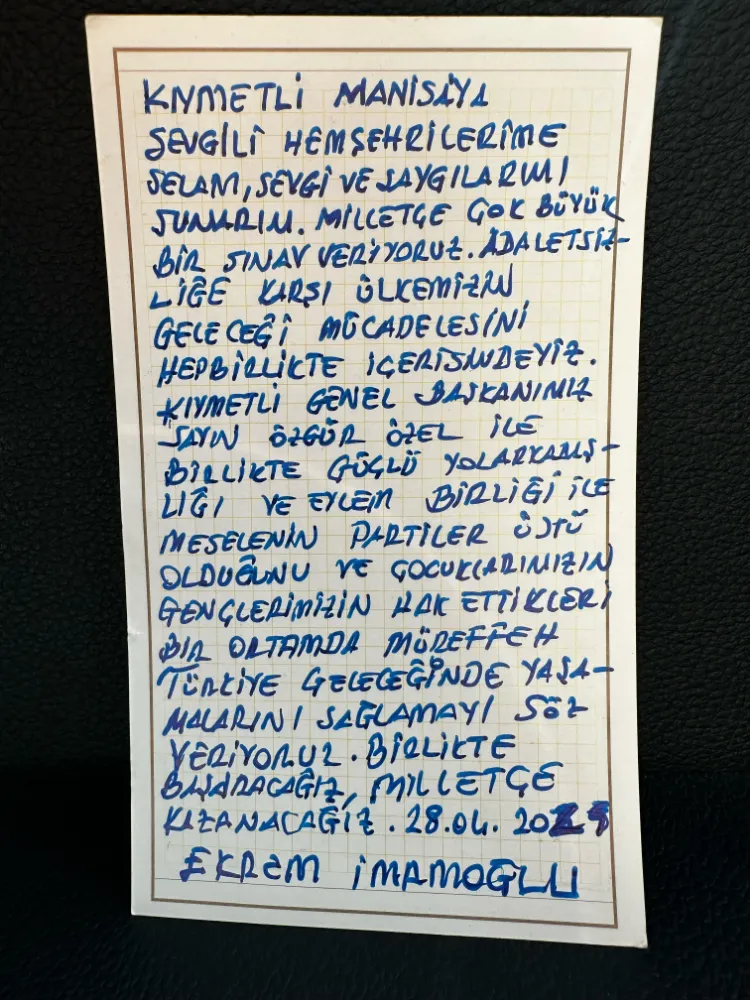 KIYMETLİ MANİSA'YA
SEVGİLİ HEMŞEHRİLERİME
SELAM, SEVGİ VE SAYGILARIMI
SUNARIM. MİLLETÇE ÇOK BÜYÜK
BİR SINAV VERİYORUZ. ADALETSİZ-
LİĞE KARŞI ÜLKEMİZİN
GELECEĞİ MÜCADELESİNİ
HEPBİRLİKTE İÇERİSİNDEYİZ.
KIYMETLİ GENEL BAŞKANIMIZ
SAYIN ÖZGÜR ÖZEL İLE
BİRLİKTE GÜÇLÜ YOLARKADAŞ-
LIĞI VE EYLEM BİRLİĞİ İLE
MESELENİN PARTİLER ÜSTÜ
OLDUĞUNU VE ÇOCUKLARIMIZIN
GENÇLERİMİZİN HAK ETTİKLERİ
BİR ORTAMDA MÜREFFEH
TÜRKİYE GELECEĞİNDE YAŞA-
MALARINI SAĞLAMAYI SÖZ
VERİYORUZ. BİRLİKTE
BAŞARACAĞIZ, MİLLETÇE
KAZANACAĞIZ. 28.04.
EKREM İMAMOĞLU